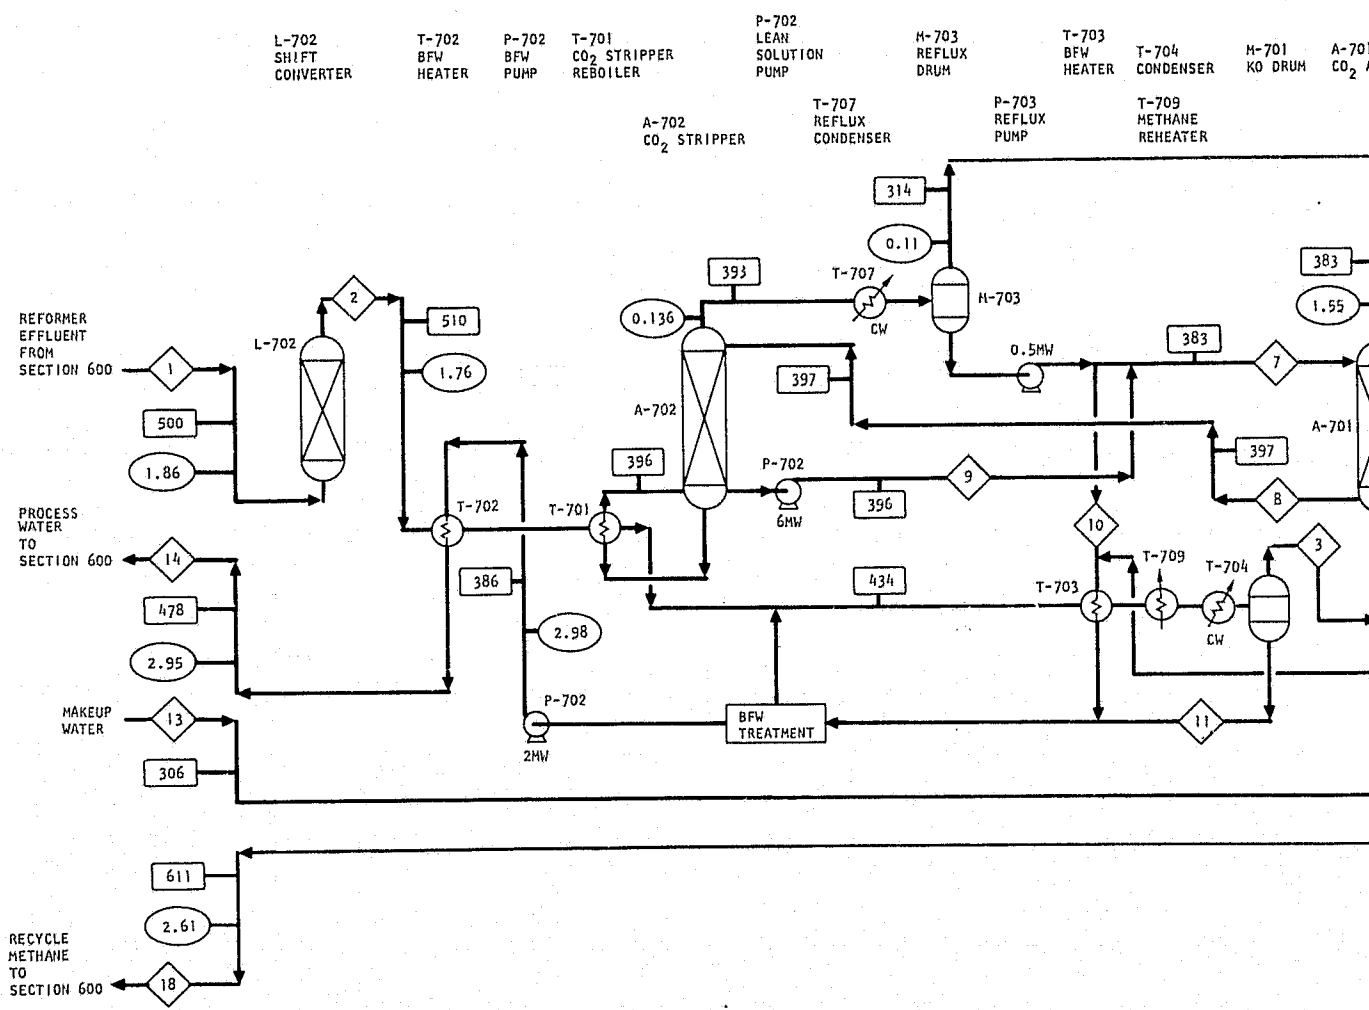 L-702
SHIFT
CONVERTER
T-702
BFW
HEATER
P-702
BFW
PUMP
T-701
CO2 STRIPPER
REBOILER
A-702
CO2 STRIPPER
P-702
LEAN
SOLUTION
PUMP
T-707
REFLUX
CONDENSER
M-703
REFLUX
DRUM
P-703
REFLUX
PUMP
T-703
BFW
HEATER
T-704
CONDENSER
T-709
METHANE
REHEATER
M-701
KO DRUM
A-701
CO2 A
314
0.11
393
T-707
0.136
CW
M-703
383
1.55
2
510
REFORMER
EFFLUENT
FROM
SECTION 600
L-702
1
1.76
0.5MW
383
7
397
500
A-702
A-701
1.86
396
P-702
9
397
6MW
396
8
PROCESS
WATER
TO
SECTION 600
T-702
T-701
10
3
14
386
434
T-709
T-704
T-703
478
2.98
CW
2.95
MAKEUP
WATER
13
P-702
BFW
TREATMENT
11
2MW
306
611
2.61
RECYCLE
METHANE
TO
SECTION 600
18